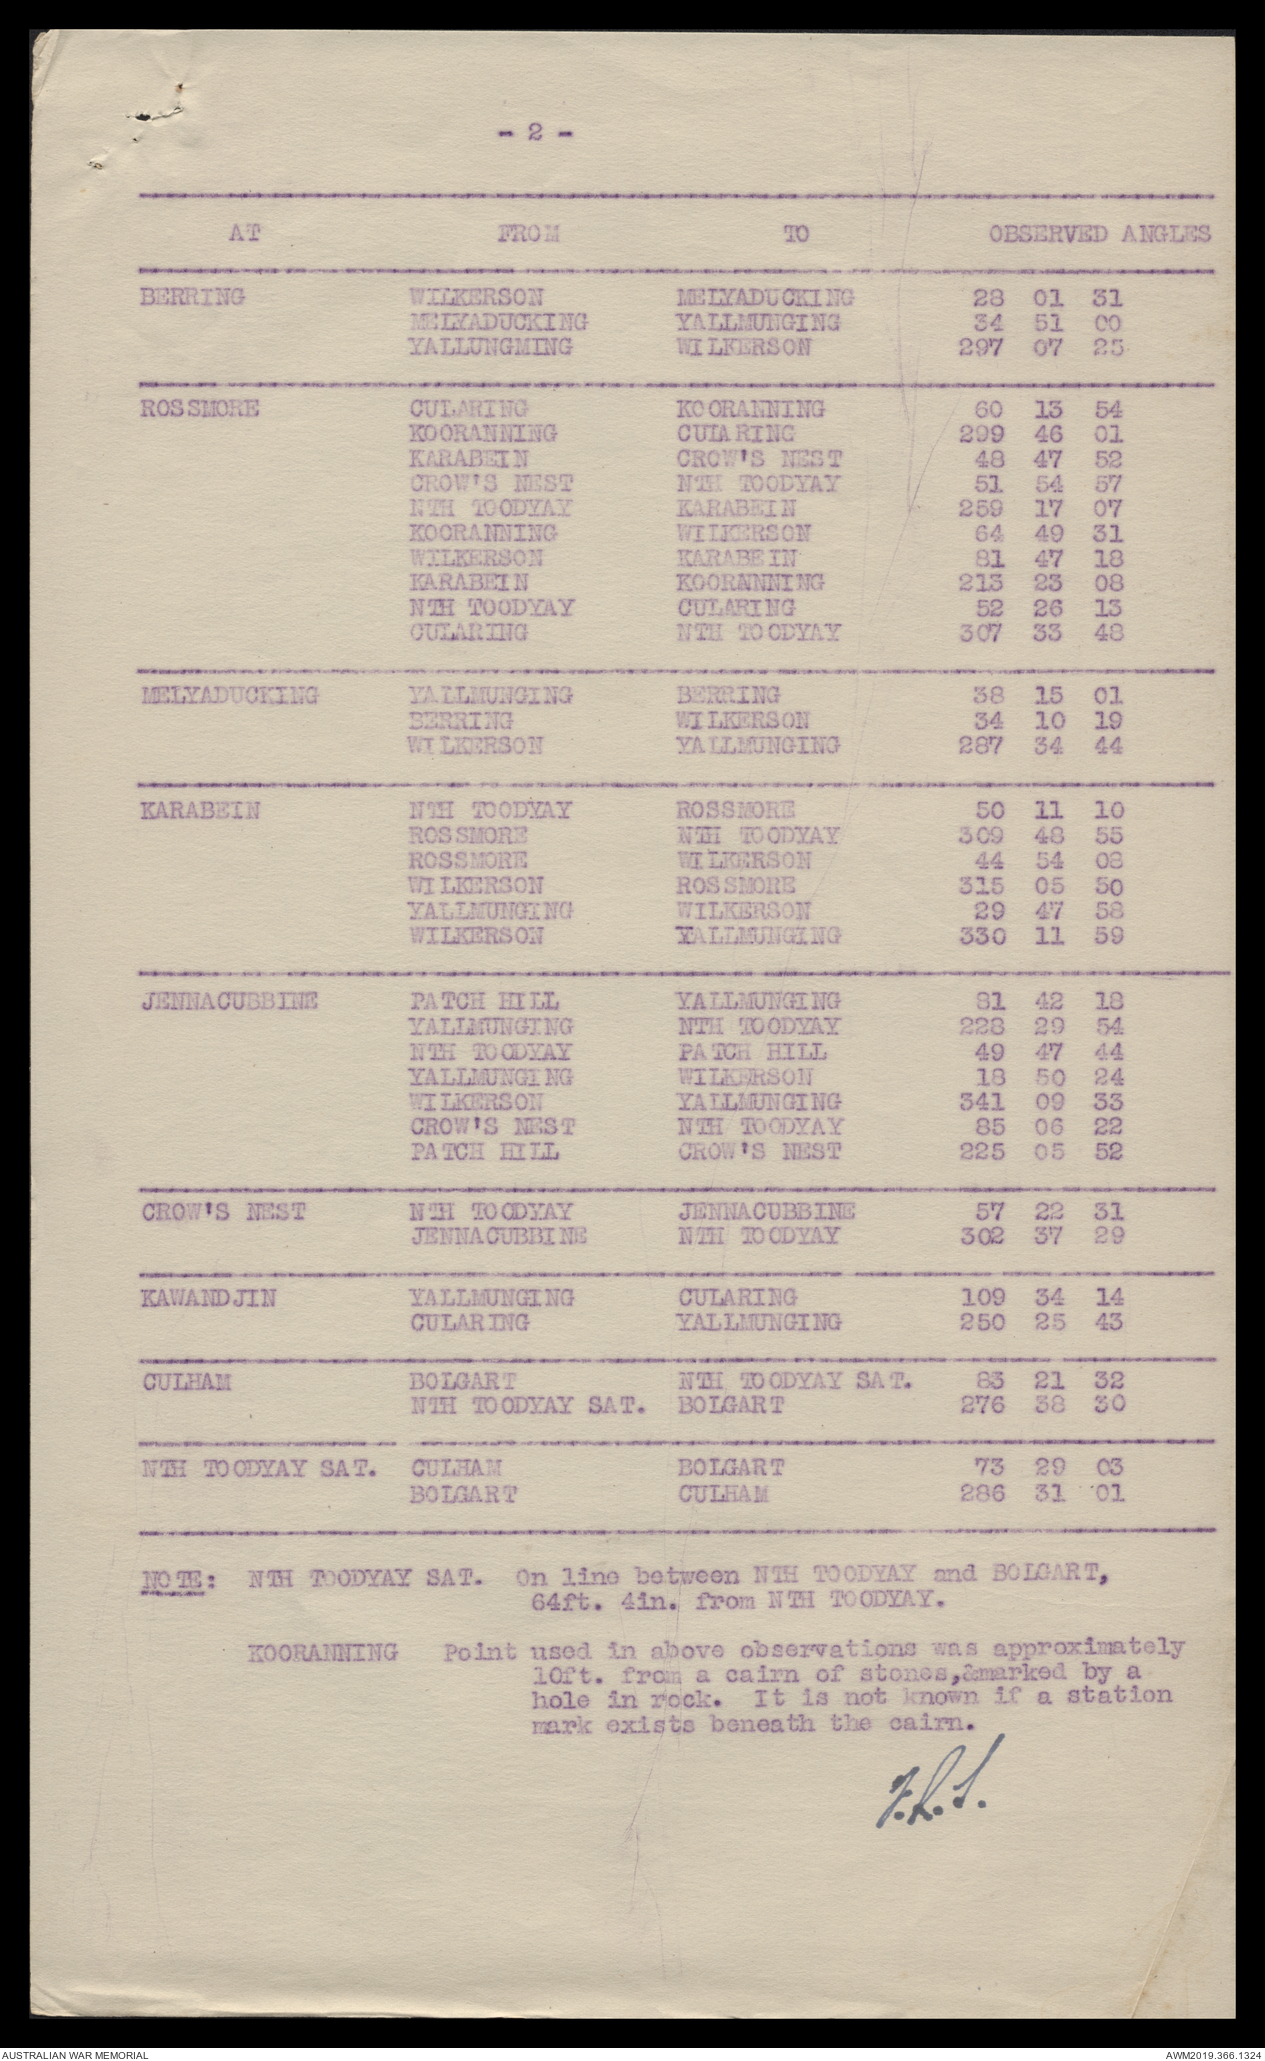 - 2 -
AT FROM TO OBSERVED ANGLES
BERRING WILKERSON MELYADUCKING 28 01 31
MELYADUCKING YALLMUNGING 34 51 00
YALLUNGMING WILKERSON 297 07 25
ROSSMORE CULARING KOORANNING 60 13 54
KOORANNING CULARING 299 46 01
KARABEIN CROW'S NEST 48 47 52
CROW'S NEST NTH TOODYAY 51 54 57
NTH TOODYAY KARABEIN 259 17 07
KOORANNING WILKERSON 64 49 31
WILKERSON KARABEIN 81 47 18
KARABEIN KOORANNING 213 23 08
NTH TOODYAY CULARING 52 26 13
CULARING NTH TOODYAY 307 33 48
MELYADUCKING YALLMUNGING BERRING 38 15 01
BERRING WILKERSON 34 10 19
WILKERSON YALLMUNGING 287 34 44
KARABEIN NTH TOODYAY ROSSMORE 50 11 10
ROSSMORE NTH TOODYAY 309 48 55
ROSSMORE WILKERSON 44 54 08
WILKERSON ROSSMORE 315 05 50
YALLMUNGING WILKERSON 29 47 58
WILKERSON YALLMUNGING 330 11 59
JENNACUBBINE PATCH HILL YALLMUNGING 81 42 18
YALLMUNGING NTH TOODYAY 228 29 54
NTH TOODYAY PATCH HILL 49 47 44
YALLMUNGING WILKERSON 18 50 24
WILKERSON YALLMUNGING 341 09 33
CROW'S NEST NTH TOODYAY 85 06 22
PATCH HILL CROW'S NEST 225 05 52
CROW'S NEST NTH TOODYAY JENNACUBBINE 57 22 31
JENNACUBBINE NTH TOODYAY 302 37 29
KAWANDJIN YALLMUNGING CULARING 109 34 14
CULARING YALLMUNGING 250 25 43
CULHAM BOLGART NTH TOODYAY SAT. 83 21 32
NTH TOODYAY SAT. BOLGART 276 38 30
NTH TOODYAY SAT. CULHAM BOLGART 73 29 03
BOLGART CULHAM 286 31 01
NOTE: NTH TOODYAY SAT. On line between NTH TOODYAY and BOLGART,
64ft. 4in. from NTH TOODYAY.
KOORANNING Point used in above observations was approximately
10ft. from a cairn of stones,&marked by a
hole in rock. It is not known if a station
mark exists beneath the cairn.
F.R.S.
AUSTRALIAN WAR MEMORIAL AWM2019.366.1324